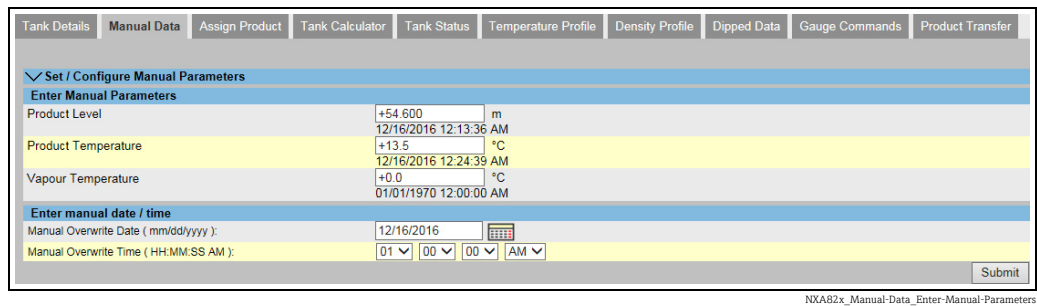 Tank Details Manual Data Assign Product Tank Calculator Tank Status Temperature Profile Density Profile Dipped Data Gauge Commands Product Transfer
Set / Configure Manual Parameters
Enter Manual Parameters
Product Level +54.600 m
12/16/2016 12:13:36 AM
Product Temperature +13.5 °C
12/16/2016 12:24:39 AM
Vapour Temperature +0.0 °C
01/01/1970 12:00:00 AM
Enter manual date / time
Manual Overwrite Date ( mm/dd/yyyy ): 12/16/2016
Manual Overwrite Time ( HH:MM:SS AM ): 01 00 00 AM
Submit
NXA82x_Manual-Data_Enter-Manual-Parameters